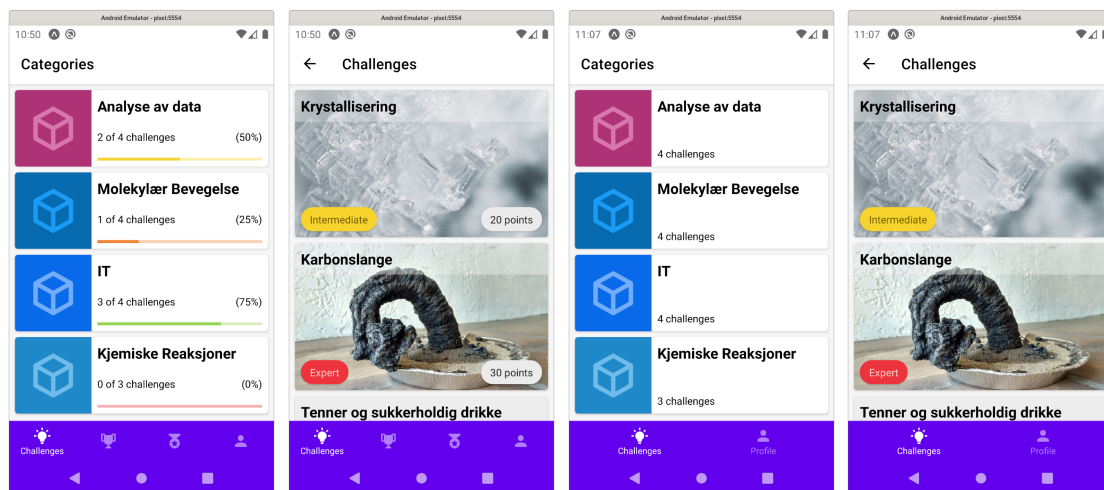 Android Emulator - pixel:5554
10:50
Categories
Analyse av data
2 of 4 challenges (50%)
Molekylær Bevegelse
1 of 4 challenges (25%)
IT
3 of 4 challenges (75%)
Kjemiske Reaksjoner
0 of 3 challenges (0%)
Challenges
Android Emulator - pixel:5554
10:50
Challenges
Krystallisering
Intermediate 20 points
Karbonslange
Expert 30 points
Tenner og sukkerholdig drikke
Challenges
Android Emulator - pixel:5554
11:07
Categories
Analyse av data
4 challenges
Molekylær Bevegelse
4 challenges
IT
4 challenges
Kjemiske Reaksjoner
3 challenges
Challenges Profile
Android Emulator - pixel:5554
11:07
Challenges
Krystallisering
Intermediate
Karbonslange
Expert
Tenner og sukkerholdig drikke
Challenges Profile